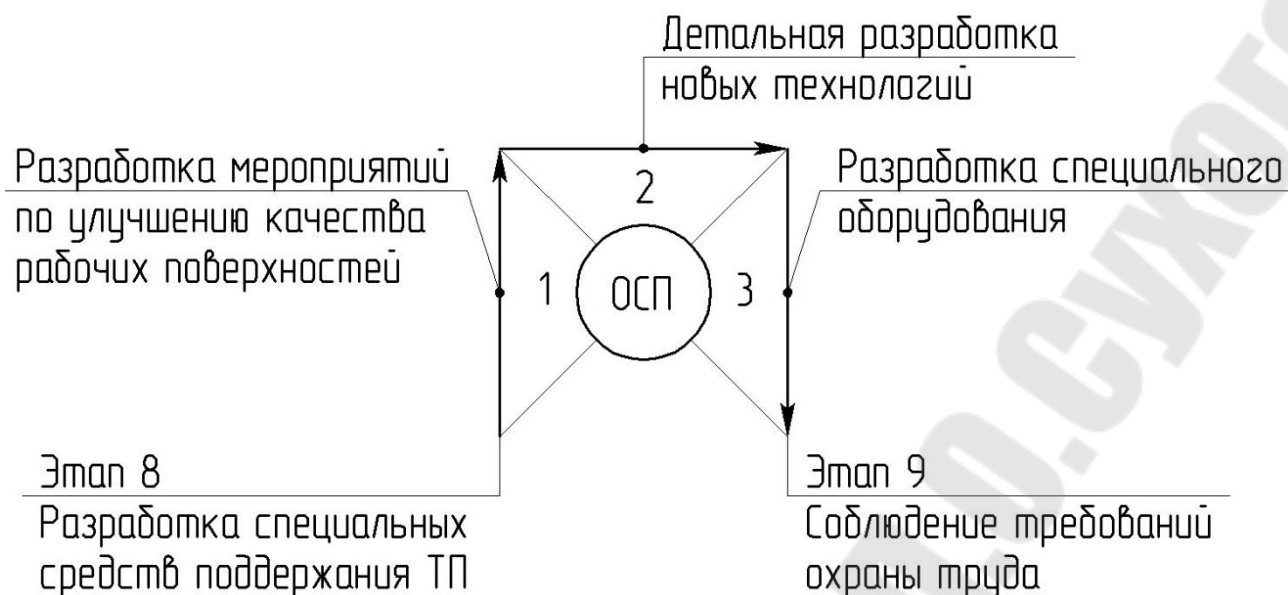 Детальная разработка
новых технологий
Разработка мероприятий
по улучшению качества
рабочих поверхностей
2
Разработка специального
оборудования
1
ОСП
3
Этап 8
Разработка специальных
средств поддержания ТП
Этап 9
Соблюдение требований
охраны труда